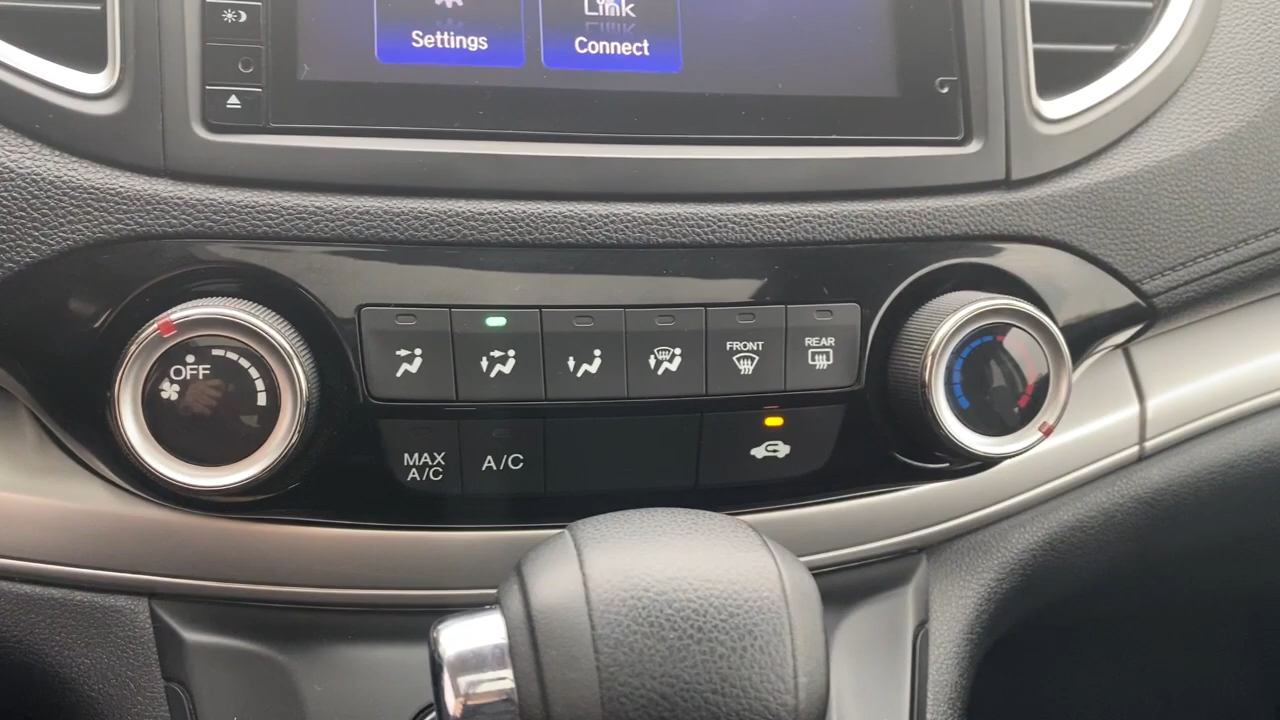 Link
Settings
Connect
OFF
FRONT
REAR
MAX
A/C
A/C